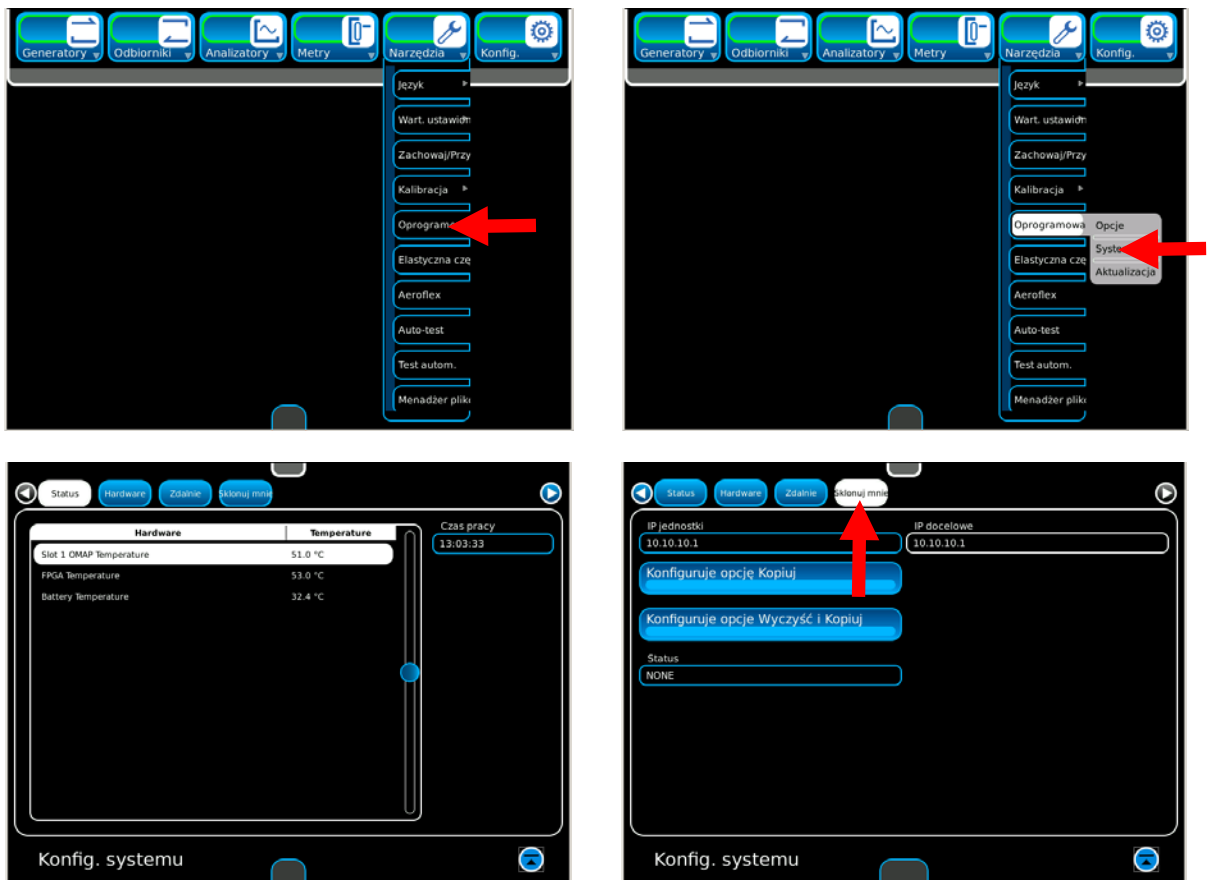 Generatory
Odbiorniki
Analizatory
Metry
Narzędzia
Konfig.
Język
Wart. ustawion
Zachowaj/Przy
Kalibracja
Oprogramo
Elastyczna czę
Aeroflex
Auto-test
Test autom.
Menadżer plik
Generatory
Odbiorniki
Analizatory
Metry
Narzędzia
Konfig.
Język
Wart. ustawion
Zachowaj/Przy
Kalibracja
Oprogramowa
Opcje
Syste
Aktualizacja
Elastyczna czę
Aeroflex
Auto-test
Test autom.
Menadżer plik
Status
Hardware
Zdalnie
Sklonuj mnie
Hardware Temperature
Slot 1 OMAP Temperature 51.0 °C
FPGA Temperature 53.0 °C
Battery Temperature 32.4 °C
Czas pracy
13:03:33
Konfig. systemu
Status
Hardware
Zdalnie
Sklonuj mnie
IP jednostki
10.10.10.1
IP docelowe
10.10.10.1
Konfiguruje opcję Kopiuj
Konfiguruje opcje Wyczyść i Kopiuj
Status
NONE
Konfig. systemu